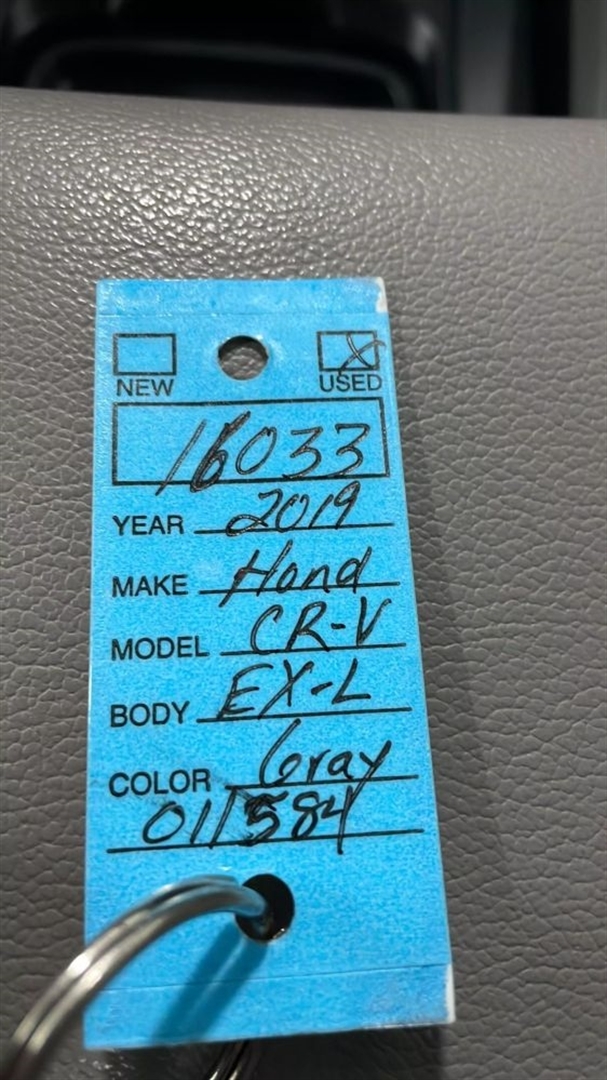 NEW USED
16033
YEAR 2019
MAKE Hond
MODEL CR-V
BODY EX-L
COLOR Gray
011584